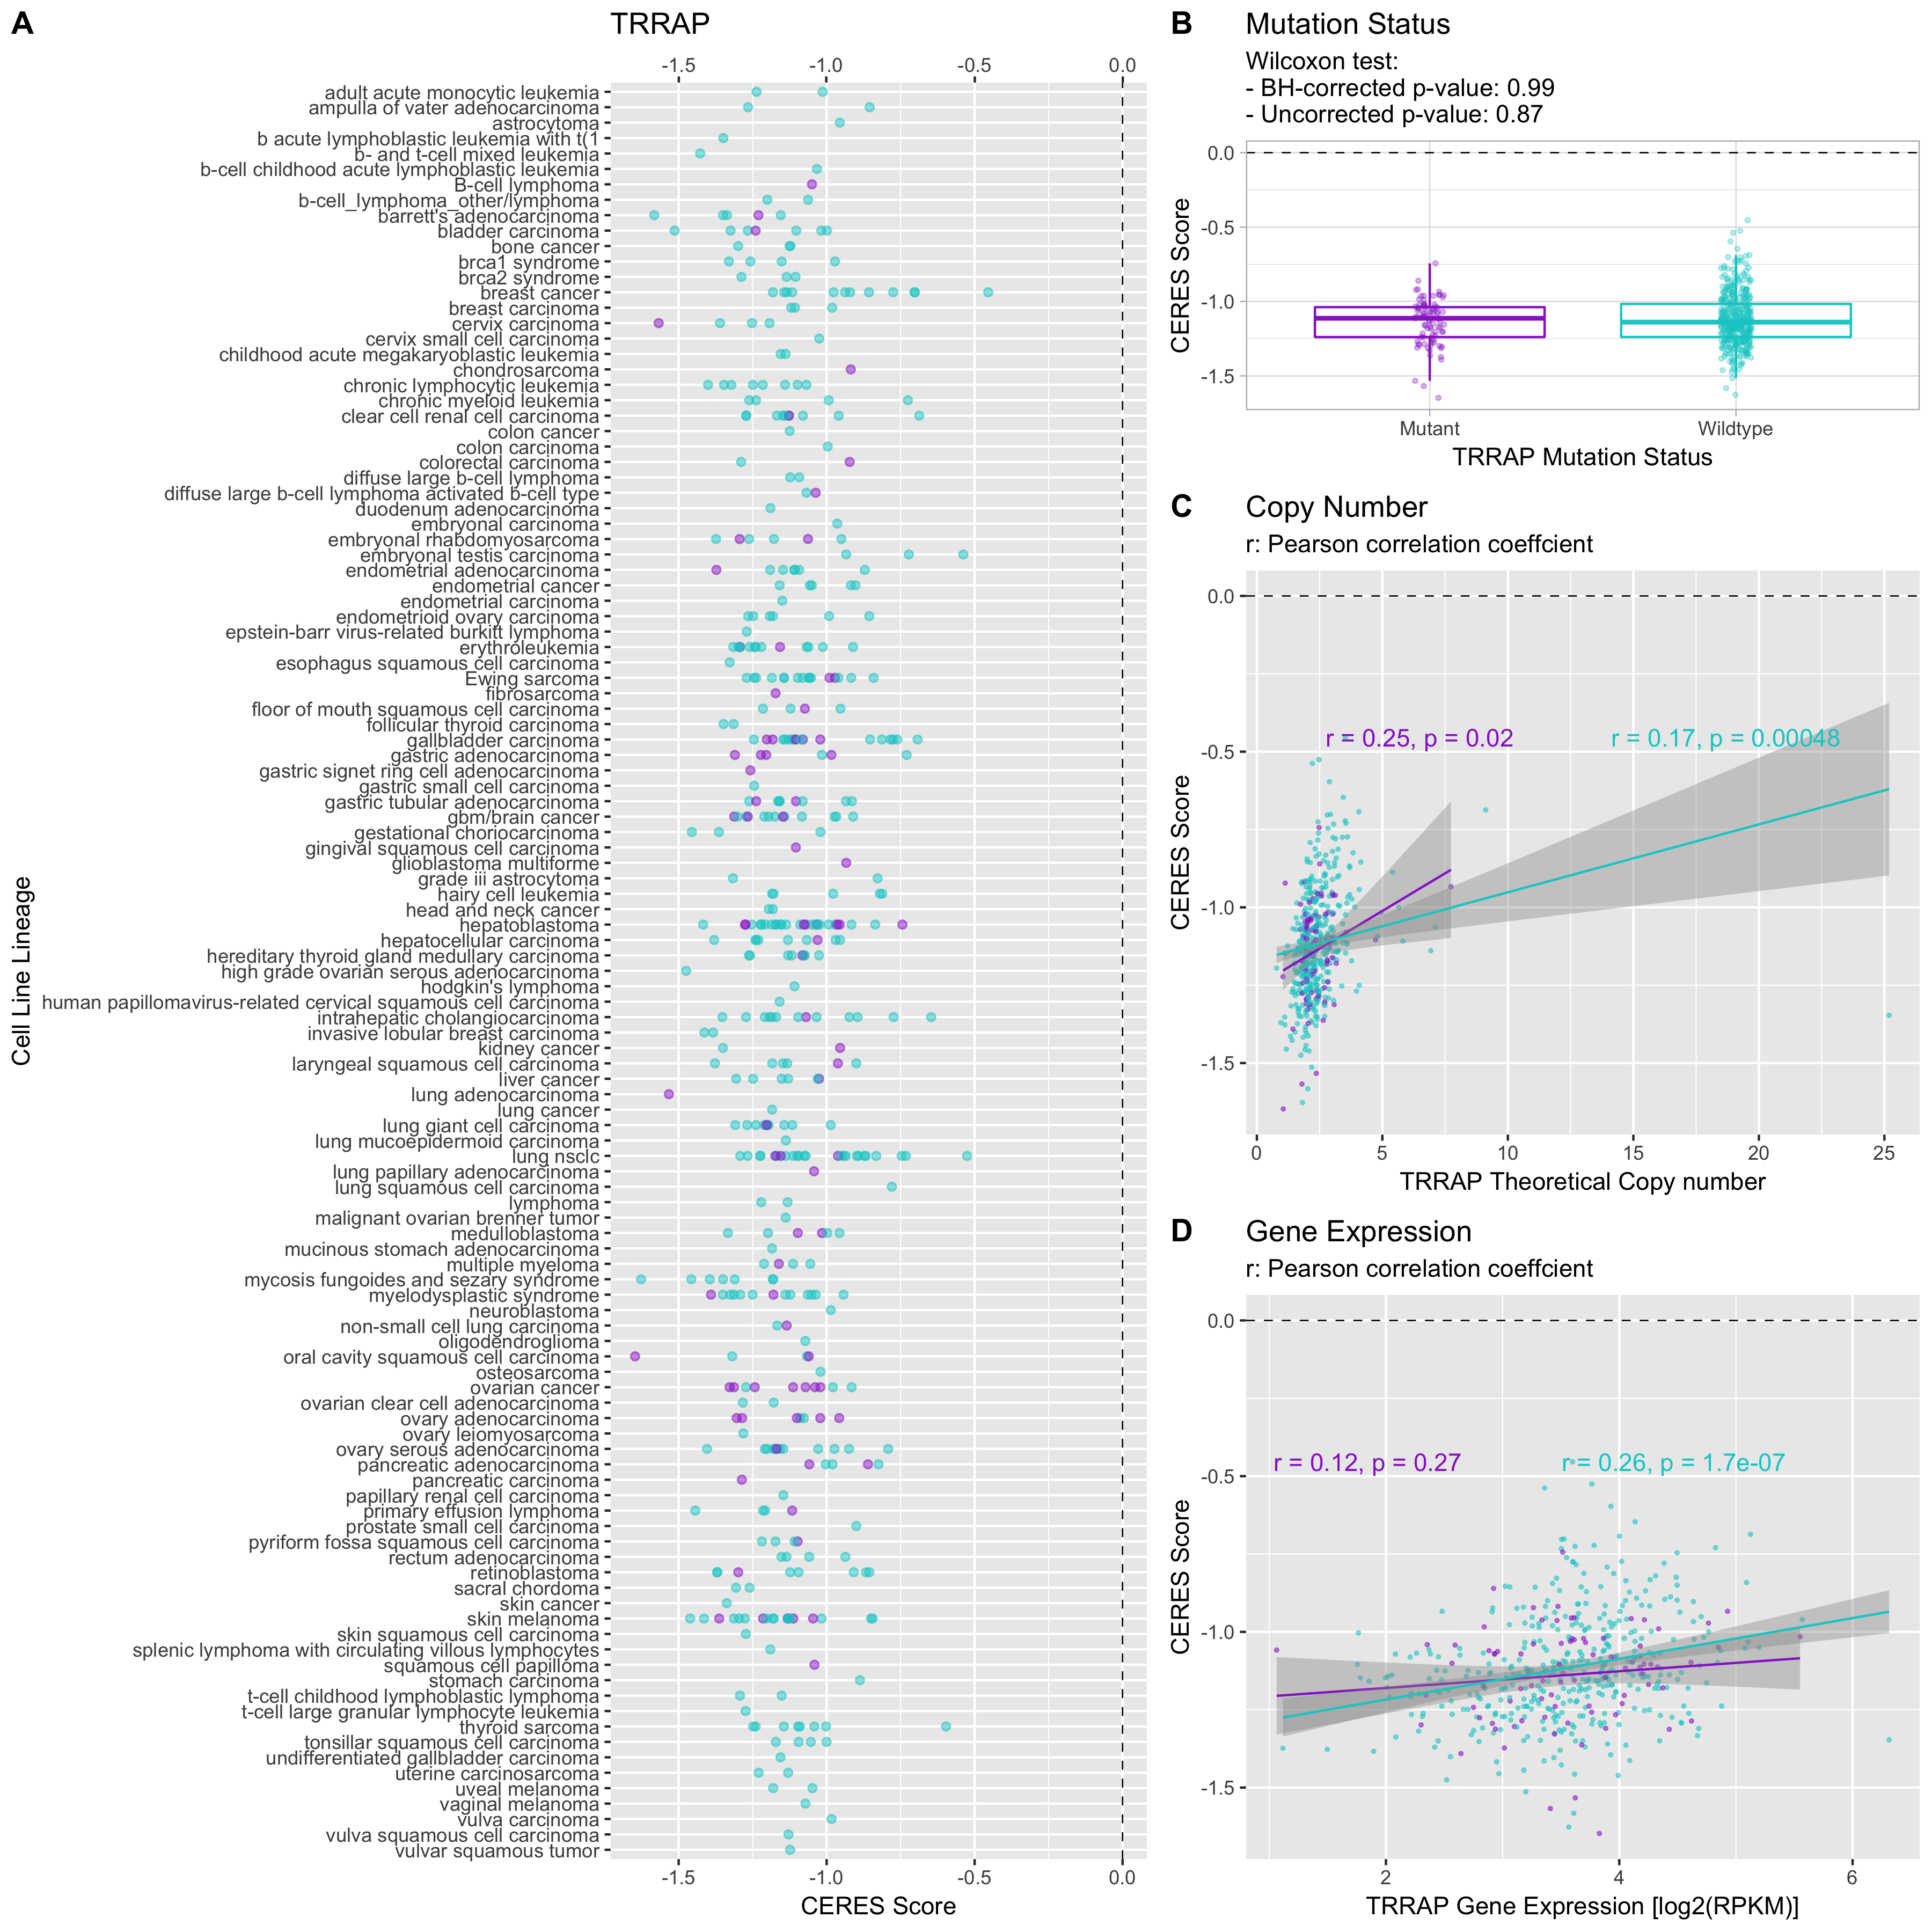 A
TRRAP
-1.5 -1.0 -0.5 0.0
adult acute monocytic leukemia
ampulla of vater adenocarcinoma
astrocytoma
b acute lymphoblastic leukemia with t(1
b- and t-cell mixed leukemia
b-cell childhood acute lymphoblastic leukemia
B-cell lymphoma
b-cell_lymphoma_other/lymphoma
barrett's adenocarcinoma
bladder carcinoma
bone cancer
brca1 syndrome
brca2 syndrome
breast cancer
breast carcinoma
cervix carcinoma
cervix small cell carcinoma
childhood acute megakaryoblastic leukemia
chondrosarcoma
chronic lymphocytic leukemia
chronic myeloid leukemia
clear cell renal cell carcinoma
colon cancer
colon carcinoma
colorectal carcinoma
diffuse large b-cell lymphoma
diffuse large b-cell lymphoma activated b-cell type
duodenum adenocarcinoma
embryonal carcinoma
embryonal rhabdomyosarcoma
embryonal testis carcinoma
endometrial adenocarcinoma
endometrial cancer
endometrial carcinoma
endometrioid ovary carcinoma
epstein-barr virus-related burkitt lymphoma
erythroleukemia
esophagus squamous cell carcinoma
Ewing sarcoma
fibrosarcoma
floor of mouth squamous cell carcinoma
follicular thyroid carcinoma
gallbladder carcinoma
gastric adenocarcinoma
gastric signet ring cell adenocarcinoma
gastric small cell carcinoma
gastric tubular adenocarcinoma
gbm/brain cancer
gestational choriocarcinoma
gingival squamous cell carcinoma
glioblastoma multiforme
grade iii astrocytoma
hairy cell leukemia
head and neck cancer
hepatoblastoma
hepatocellular carcinoma
hereditary thyroid gland medullary carcinoma
high grade ovarian serous adenocarcinoma
hodgkin's lymphoma
human papillomavirus-related cervical squamous cell carcinoma
intrahepatic cholangiocarcinoma
invasive lobular breast carcinoma
kidney cancer
laryngeal squamous cell carcinoma
liver cancer
lung adenocarcinoma
lung cancer
lung giant cell carcinoma
lung mucoepidermoid carcinoma
lung nsclc
lung papillary adenocarcinoma
lung squamous cell carcinoma
lymphoma
malignant ovarian brenner tumor
medulloblastoma
mucinous stomach adenocarcinoma
multiple myeloma
mycosis fungoides and sezary syndrome
myelodysplastic syndrome
neuroblastoma
non-small cell lung carcinoma
oligodendroglioma
oral cavity squamous cell carcinoma
osteosarcoma
ovarian cancer
ovarian clear cell adenocarcinoma
ovary adenocarcinoma
ovary leiomyosarcoma
ovary serous adenocarcinoma
pancreatic adenocarcinoma
pancreatic carcinoma
papillary renal cell carcinoma
primary effusion lymphoma
prostate small cell carcinoma
pyriform fossa squamous cell carcinoma
rectum adenocarcinoma
retinoblastoma
sacral chordoma
skin cancer
skin melanoma
skin squamous cell carcinoma
splenic lymphoma with circulating villous lymphocytes
squamous cell papilloma
stomach carcinoma
t-cell childhood lymphoblastic lymphoma
t-cell large granular lymphocyte leukemia
thyroid sarcoma
tonsillar squamous cell carcinoma
undifferentiated gallbladder carcinoma
uterine carcinosarcoma
uveal melanoma
vaginal melanoma
vulva carcinoma
vulva squamous cell carcinoma
vulvar squamous tumor
-1.5 -1.0 -0.5 0.0
CERES Score
Cell Line Lineage
B
Mutation Status
Wilcoxon test:
- BH-corrected p-value: 0.99
- Uncorrected p-value: 0.87
0.0
-0.5
-1.0
-1.5
CERES Score
Mutant Wildtype
TRRAP Mutation Status
C
Copy Number
r: Pearson correlation coeffcient
0.0
-0.5
-1.0
-1.5
CERES Score
r = 0.25, p = 0.02 r = 0.17, p = 0.00048
0 5 10 15 20 25
TRRAP Theoretical Copy number
D
Gene Expression
r: Pearson correlation coeffcient
0.0
-0.5
-1.0
-1.5
CERES Score
r = 0.12, p = 0.27 r = 0.26, p = 1.7e-07
2 4 6
TRRAP Gene Expression [log2(RPKM)]